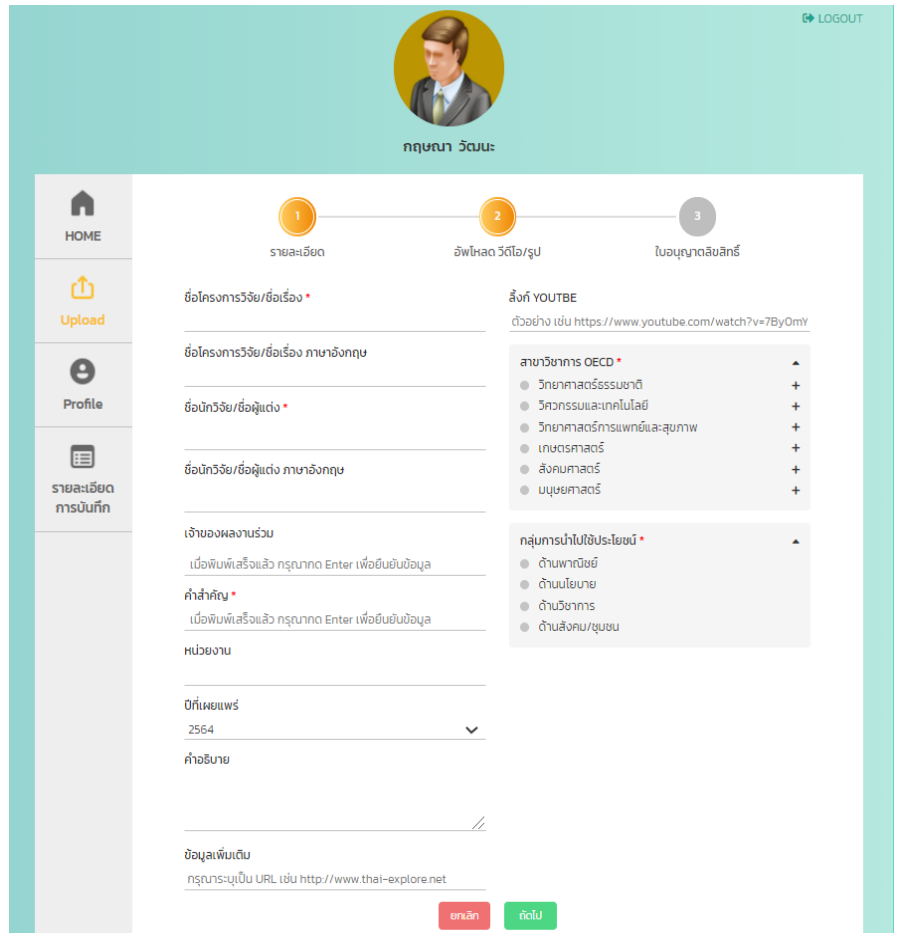 LOGOUT
กฤษณา วัฒนะ
HOME
Upload
Profile
รายละเอียด
การบันทึก
1
2
3
รายละเอียด
อัพโหลด วีดีโอ/รูป
ใบอนุญาตลิขสิทธิ์
ชื่อโครงการวิจัย/ชื่อเรื่อง *
ชื่อโครงการวิจัย/ชื่อเรื่อง ภาษาอังกฤษ
ชื่อนักวิจัย/ชื่อผู้แต่ง *
ชื่อนักวิจัย/ชื่อผู้แต่ง ภาษาอังกฤษ
เจ้าของผลงานร่วม
เมื่อพิมพ์เสร็จแล้ว กรุณากด Enter เพื่อยืนยันข้อมูล
คำสำคัญ *
เมื่อพิมพ์เสร็จแล้ว กรุณากด Enter เพื่อยืนยันข้อมูล
หน่วยงาน
ปีที่เผยแพร่
2564
คำอธิบาย
ข้อมูลเพิ่มเติม
กรุณาระบุเป็น URL เช่น http://www.thai-explore.net
ลิ้งก์ YOUTBE
ตัวอย่าง เช่น https://www.youtube.com/watch?v=7ByOmY
สาขาวิชาการ OECD *
วิทยาศาสตร์ธรรมชาติ +
วิศวกรรมและเทคโนโลยี +
วิทยาศาสตร์การแพทย์และสุขภาพ +
เกษตรศาสตร์ +
สังคมศาสตร์ +
มนุษยศาสตร์ +
กลุ่มการนำไปใช้ประโยชน์ *
ด้านพาณิชย์
ด้านนโยบาย
ด้านวิชาการ
ด้านสังคม/ชุมชน
ยกเลิก
ถัดไป